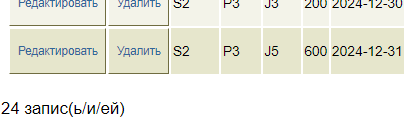 Редактировать Удалить S2 P3 J3 200 2024-12-30
Редактировать Удалить S2 P3 J5 600 2024-12-31
24 запис(ь/и/ей)